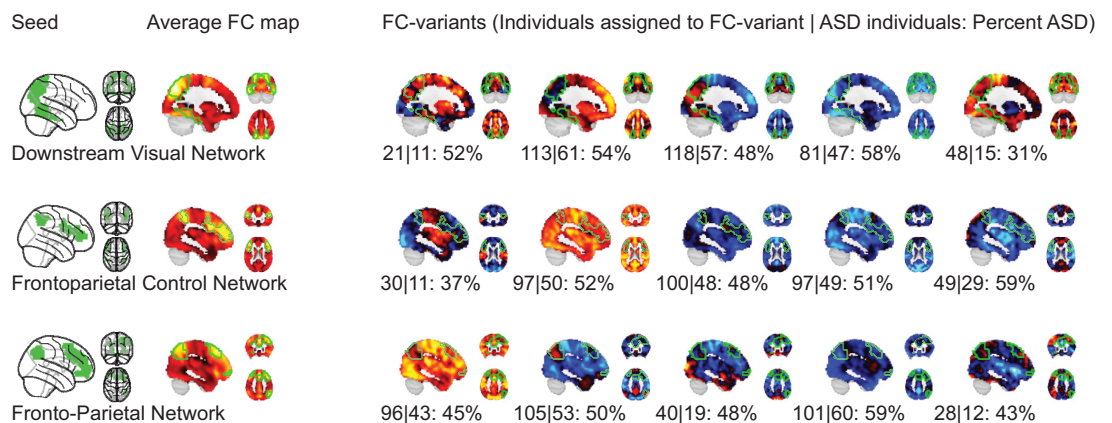 Seed Average FC map FC-variants (Individuals assigned to FC-variant | ASD individuals: Percent ASD)
Downstream Visual Network 21|11: 52% 113|61: 54% 118|57: 48% 81|47: 58% 48|15: 31%
Frontoparietal Control Network 30|11: 37% 97|50: 52% 100|48: 48% 97|49: 51% 49|29: 59%
Fronto-Parietal Network 96|43: 45% 105|53: 50% 40|19: 48% 101|60: 59% 28|12: 43%